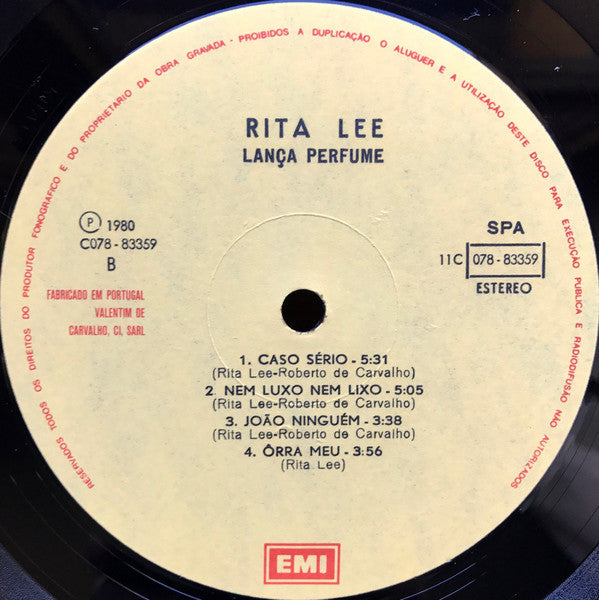 RESERVADOS TODOS OS DIREITOS DO PRODUTOR FONOGRAFICO E DO PROPRIETARIO DA OBRA GRAVADA - PROIBIDOS A DUPLICAÇÃO O ALUGUER E A UTILIZAÇÃO DESTE DISCO PARA EXECUÇÃO PUBLICA E RADIODIFUSÃO NÃO AUTORIZADOS
RITA LEE
LANÇA PERFUME
Ⓟ 1980
C078 - 83359
B
SPA
11C 078 - 83359
ESTEREO
FABRICADO EM PORTUGAL
VALENTIM DE
CARVALHO, CI, SARL
1. CASO SÉRIO - 5:31
(Rita Lee-Roberto de Carvalho)
2. NEM LUXO NEM LIXO - 5:05
(Rita Lee-Roberto de Carvalho)
3. JOÃO NINGUÉM - 3:38
(Rita Lee-Roberto de Carvalho)
4. ÔRRA MEU - 3:56
(Rita Lee)
EMI